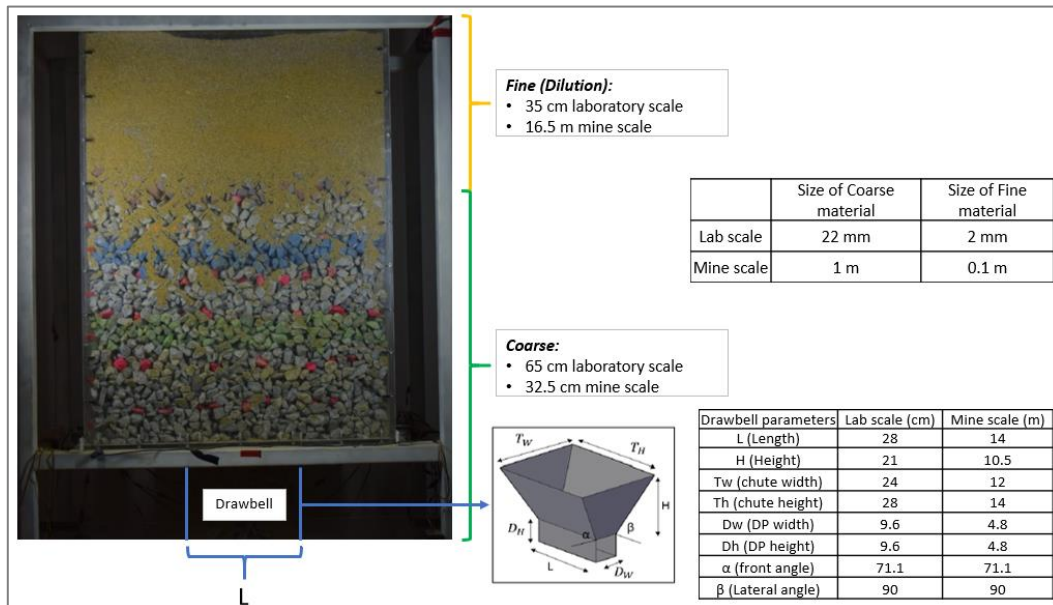 Fine (Dilution):
• 35 cm laboratory scale
• 16.5 m mine scale
Size of Coarse material Size of Fine material
Lab scale 22 mm 2 mm
Mine scale 1 m 0.1 m
Coarse:
• 65 cm laboratory scale
• 32.5 cm mine scale
Drawbell
L
T_W T_H
H
D_H α β
L D_W
Drawbell parameters Lab scale (cm) Mine scale (m)
L (Length) 28 14
H (Height) 21 10.5
Tw (chute width) 24 12
Th (chute height) 28 14
Dw (DP width) 9.6 4.8
Dh (DP height) 9.6 4.8
α (front angle) 71.1 71.1
β (Lateral angle) 90 90